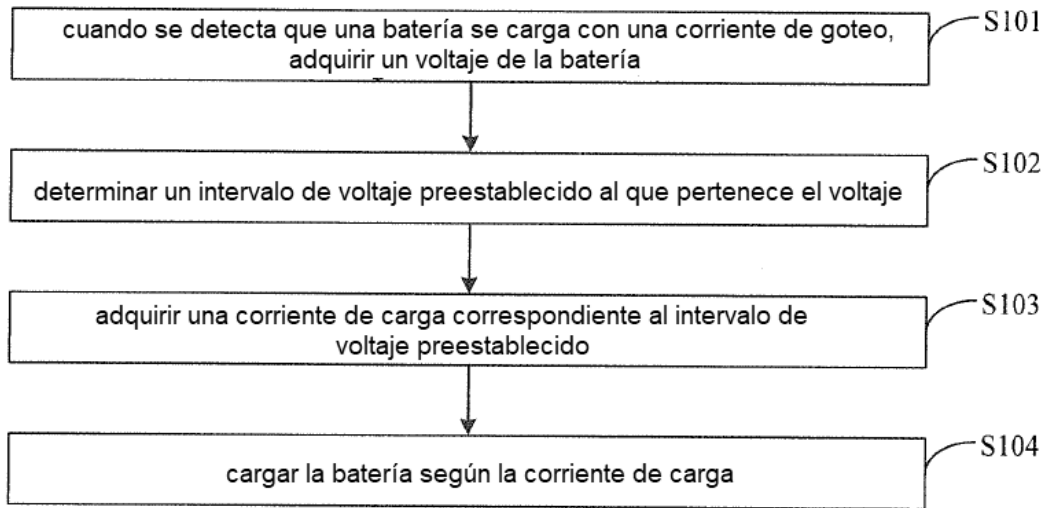 cuando se detecta que una batería se carga con una corriente de goteo,
adquirir un voltaje de la batería
S101
determinar un intervalo de voltaje preestablecido al que pertenece el voltaje
S102
adquirir una corriente de carga correspondiente al intervalo de
voltaje preestablecido
S103
cargar la batería según la corriente de carga
S104